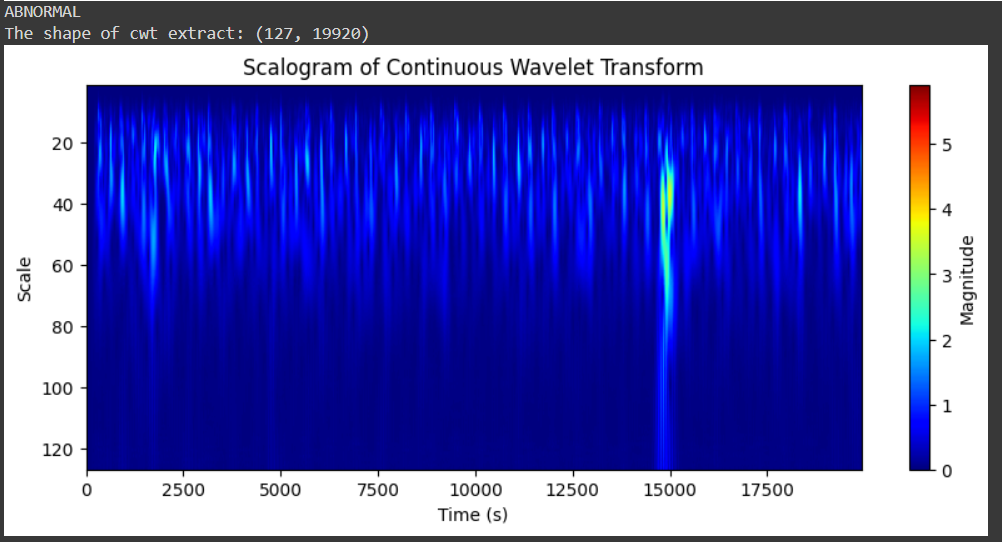 ABNORMAL
The shape of cwt extract: (127, 19920)
Scalogram of Continuous Wavelet Transform
20
40
60
80
100
120
Scale
0 2500 5000 7500 10000 12500 15000 17500
Time (s)
5
4
3
2
1
0
Magnitude